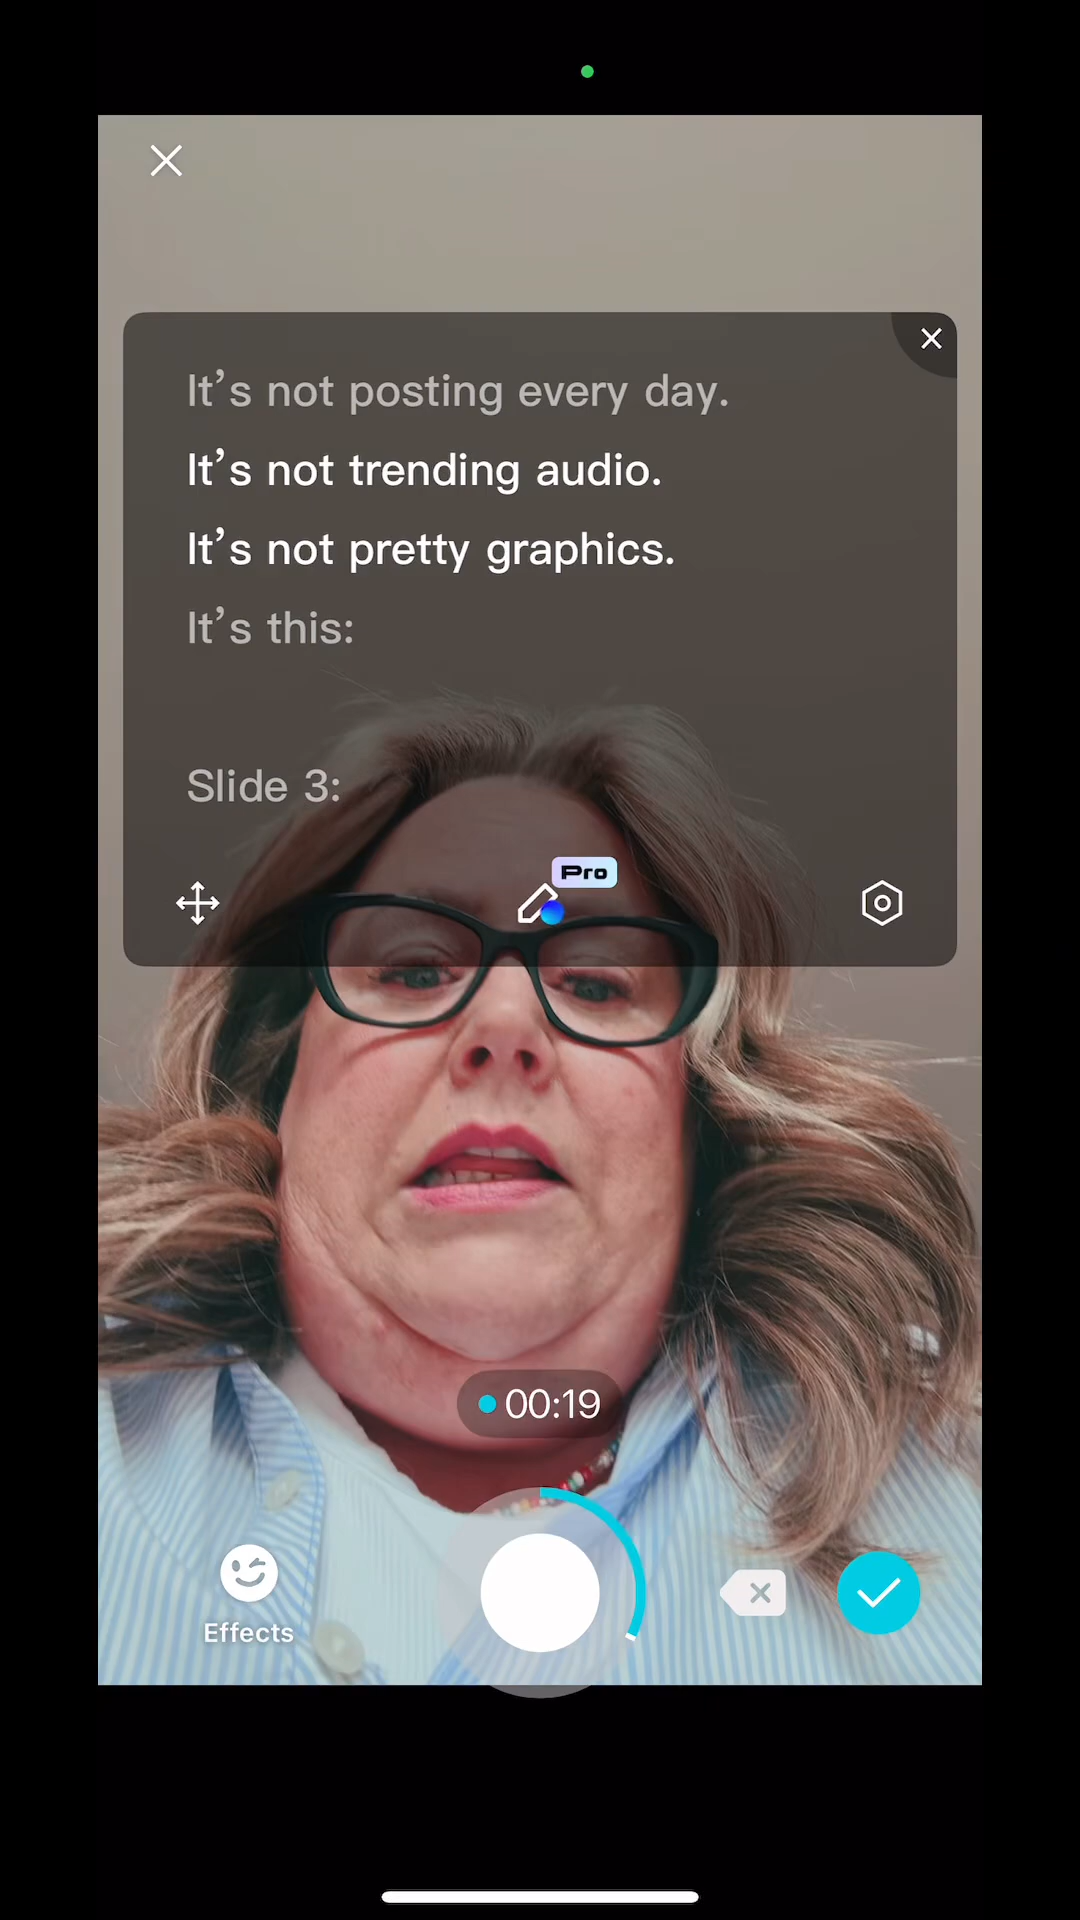 It’s not posting every day.
It’s not trending audio.
It’s not pretty graphics.
It’s this:
Slide 3:
Pro
00:19
Effects